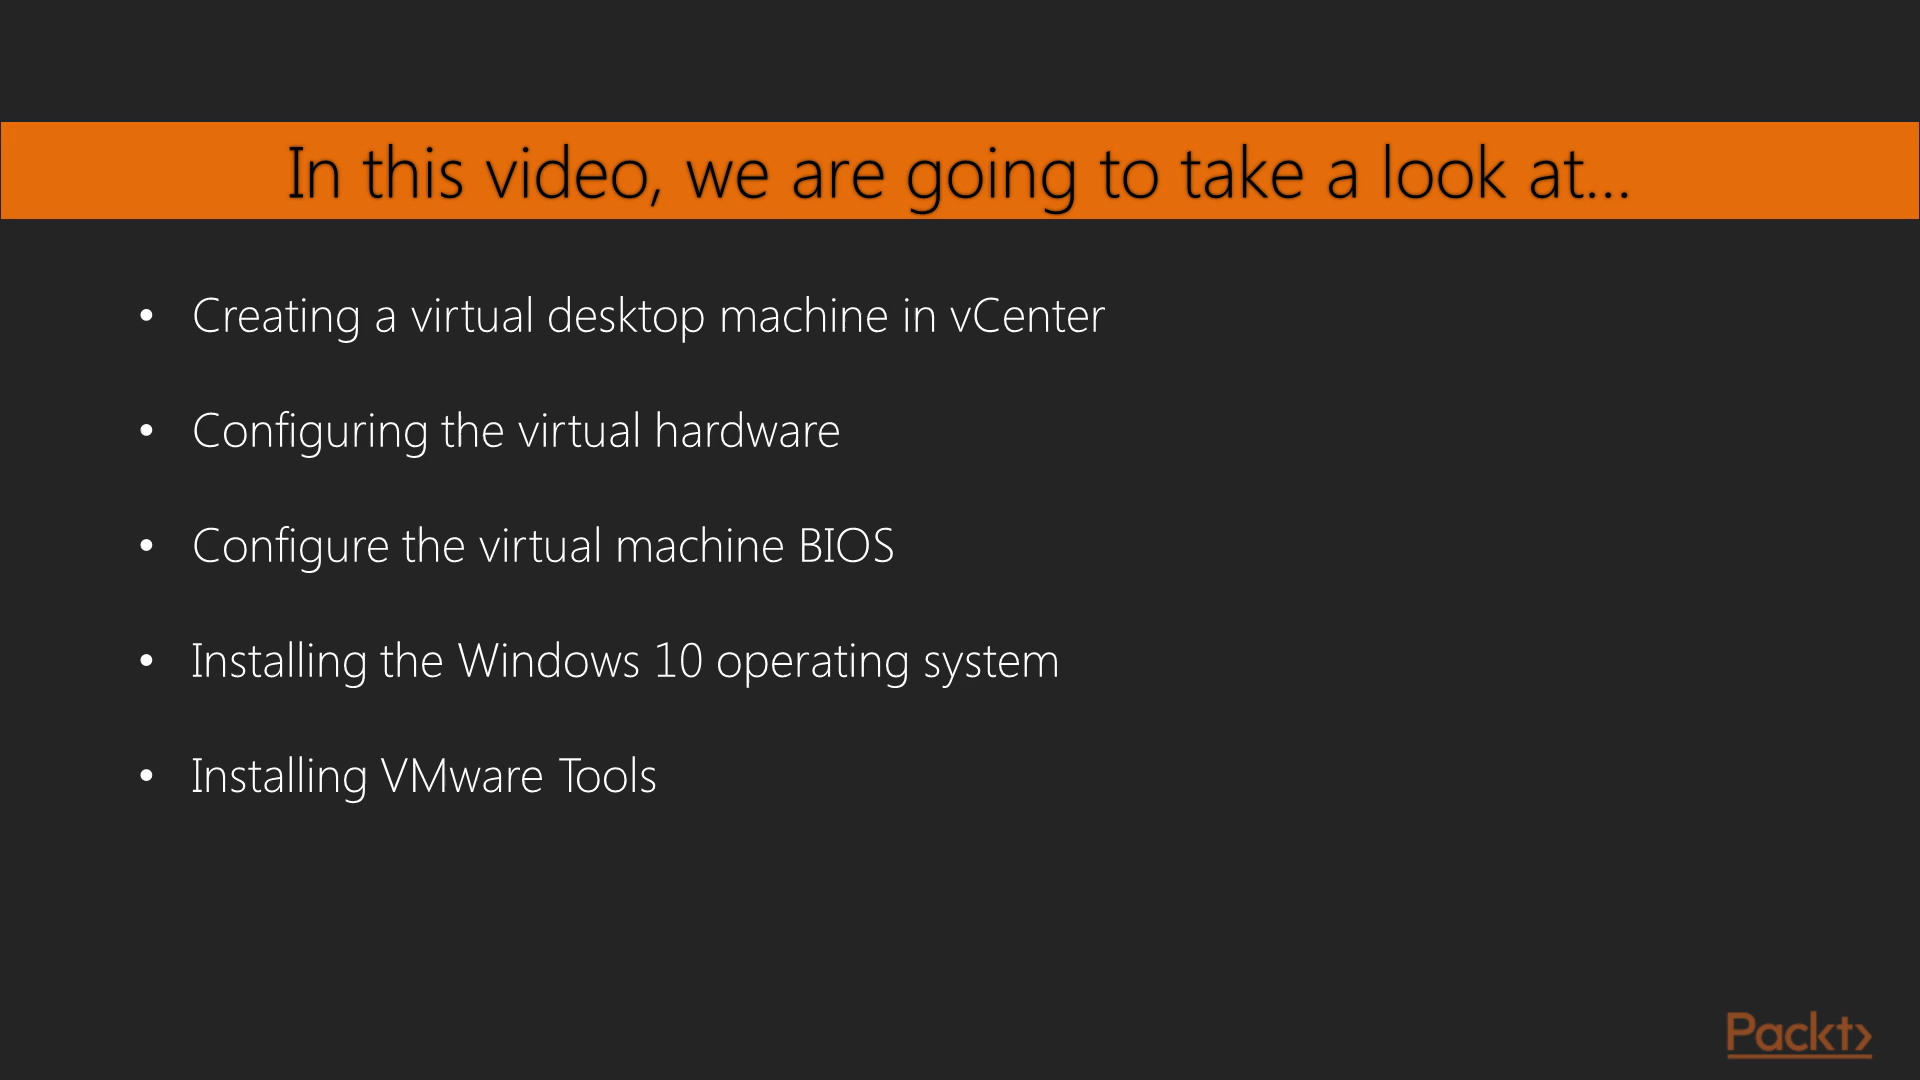 In this video, we are going to take a look at...
• Creating a virtual desktop machine in vCenter
• Configuring the virtual hardware
• Configure the virtual machine BIOS
• Installing the Windows 10 operating system
• Installing VMware Tools
Packt